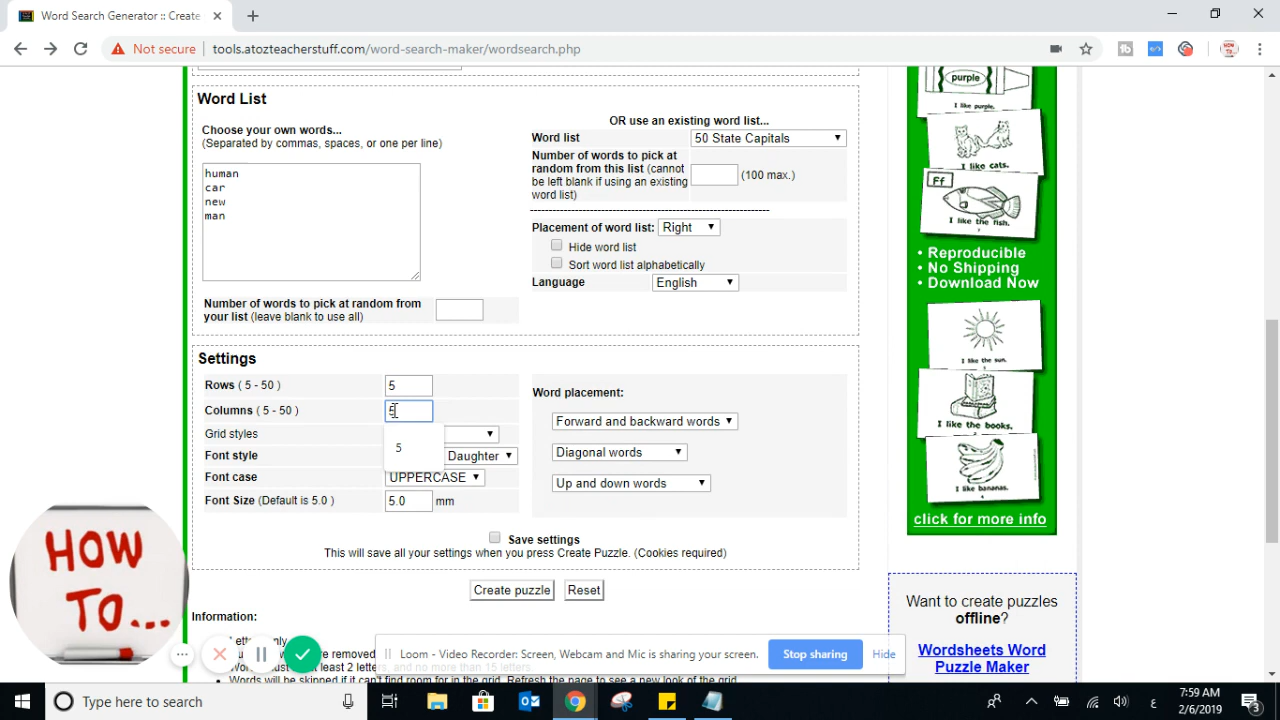 Word Search Generator :: Create
Not secure
tools.atozteacherstuff.com/word-search-maker/wordsearch.php
Word List
Choose your own words...
(Separated by commas, spaces, or one per line)
human
car
new
man
Number of words to pick at random from
your list (leave blank to use all)
OR use an existing word list...
Word list
50 State Capitals
Number of words to pick at
random from this list (cannot
be left blank if using an existing
word list)
(100 max.)
Placement of word list:
Right
Hide word list
Sort word list alphabetically
Language
English
Settings
Rows ( 5 - 50 )
5
Columns ( 5 - 50 )
5
5
Grid styles
Font style
Daughter
Font case
UPPERCASE
Font Size (Default is 5.0 )
5.0
mm
Word placement:
Forward and backward words
Diagonal words
Up and down words
Save settings
This will save all your settings when you press Create Puzzle. (Cookies required)
Create puzzle
Reset
Information:
purple
I like purple.
I like cats.
Ff
I like the fish.
I like the sun.
I like the books.
I like bananas.
• Reproducible
• No Shipping
• Download Now
click for more info
Want to create puzzles
offline?
Wordsheets Word
Puzzle Maker
HOW
TO...
Loom - Video Recorder: Screen, Webcam and Mic is sharing your screen.
Stop sharing
Hide
2 letters, and no more than 15 letters.
Words will be skipped if it can't find room for in the grid. Refresh the page to see a new look of the grid
Type here to search
ع
7:59 AM
2/6/2019
3